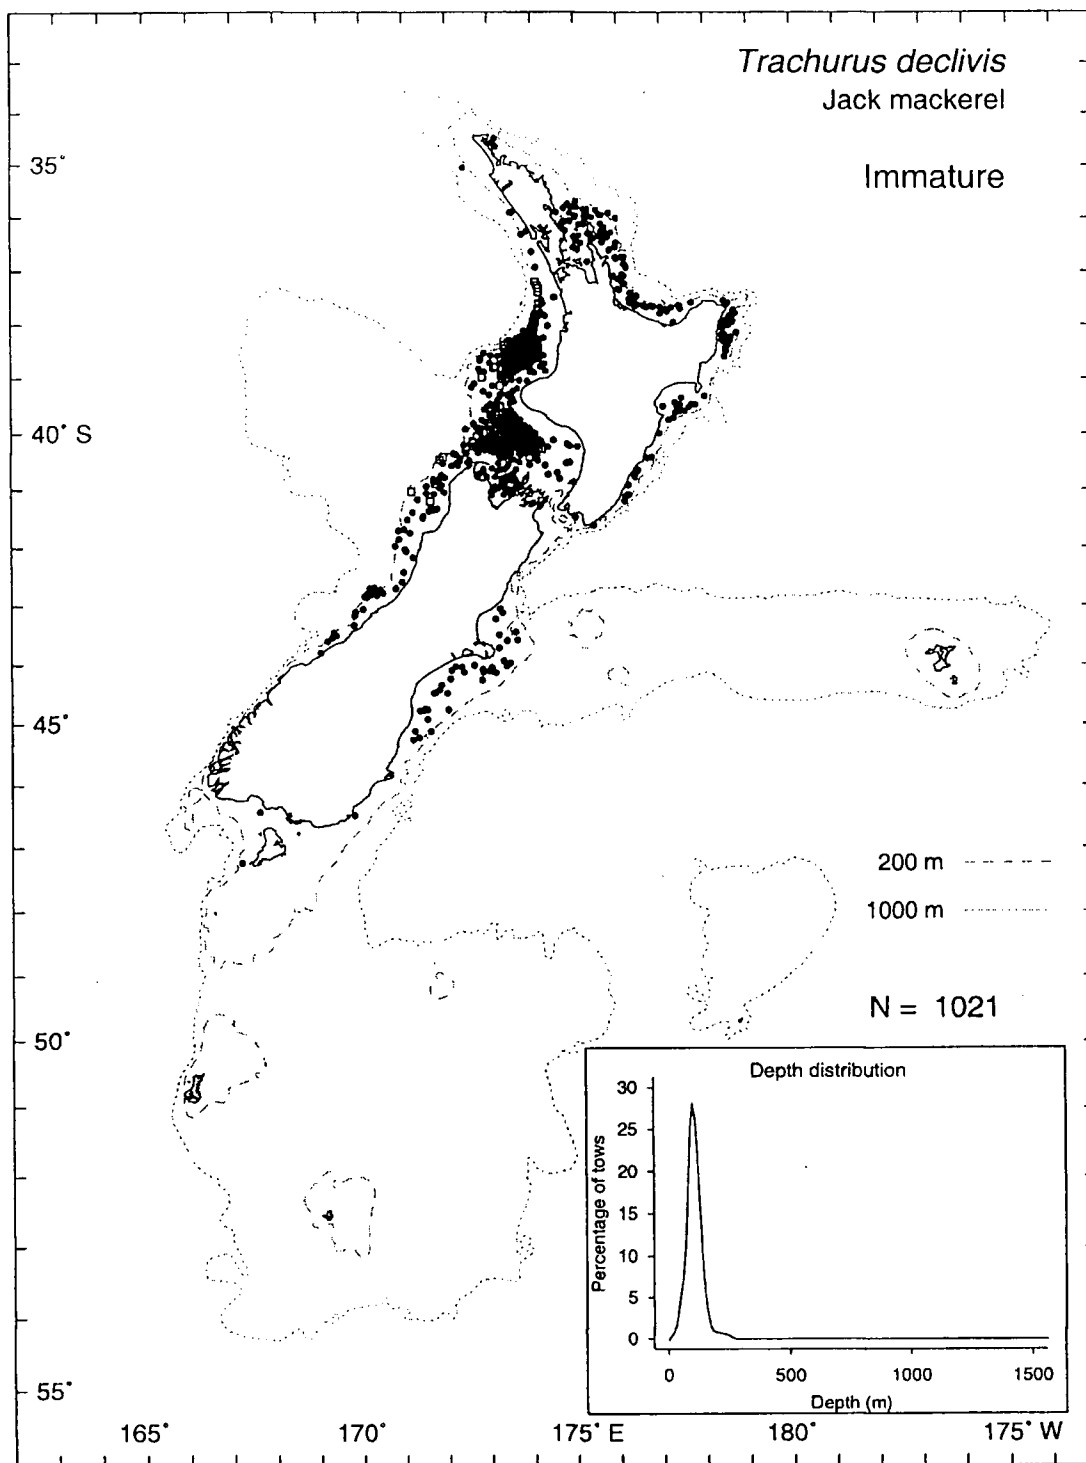 Trachurus declivis
Jack mackerel
Immature
35°
40° S
45°
50°
55°
200 m
1000 m
N = 1021
Depth distribution
Percentage of tows
30
25
20
15
10
5
0
0 500 1000 1500
Depth (m)
165° 170° 175° E 180° 175° W